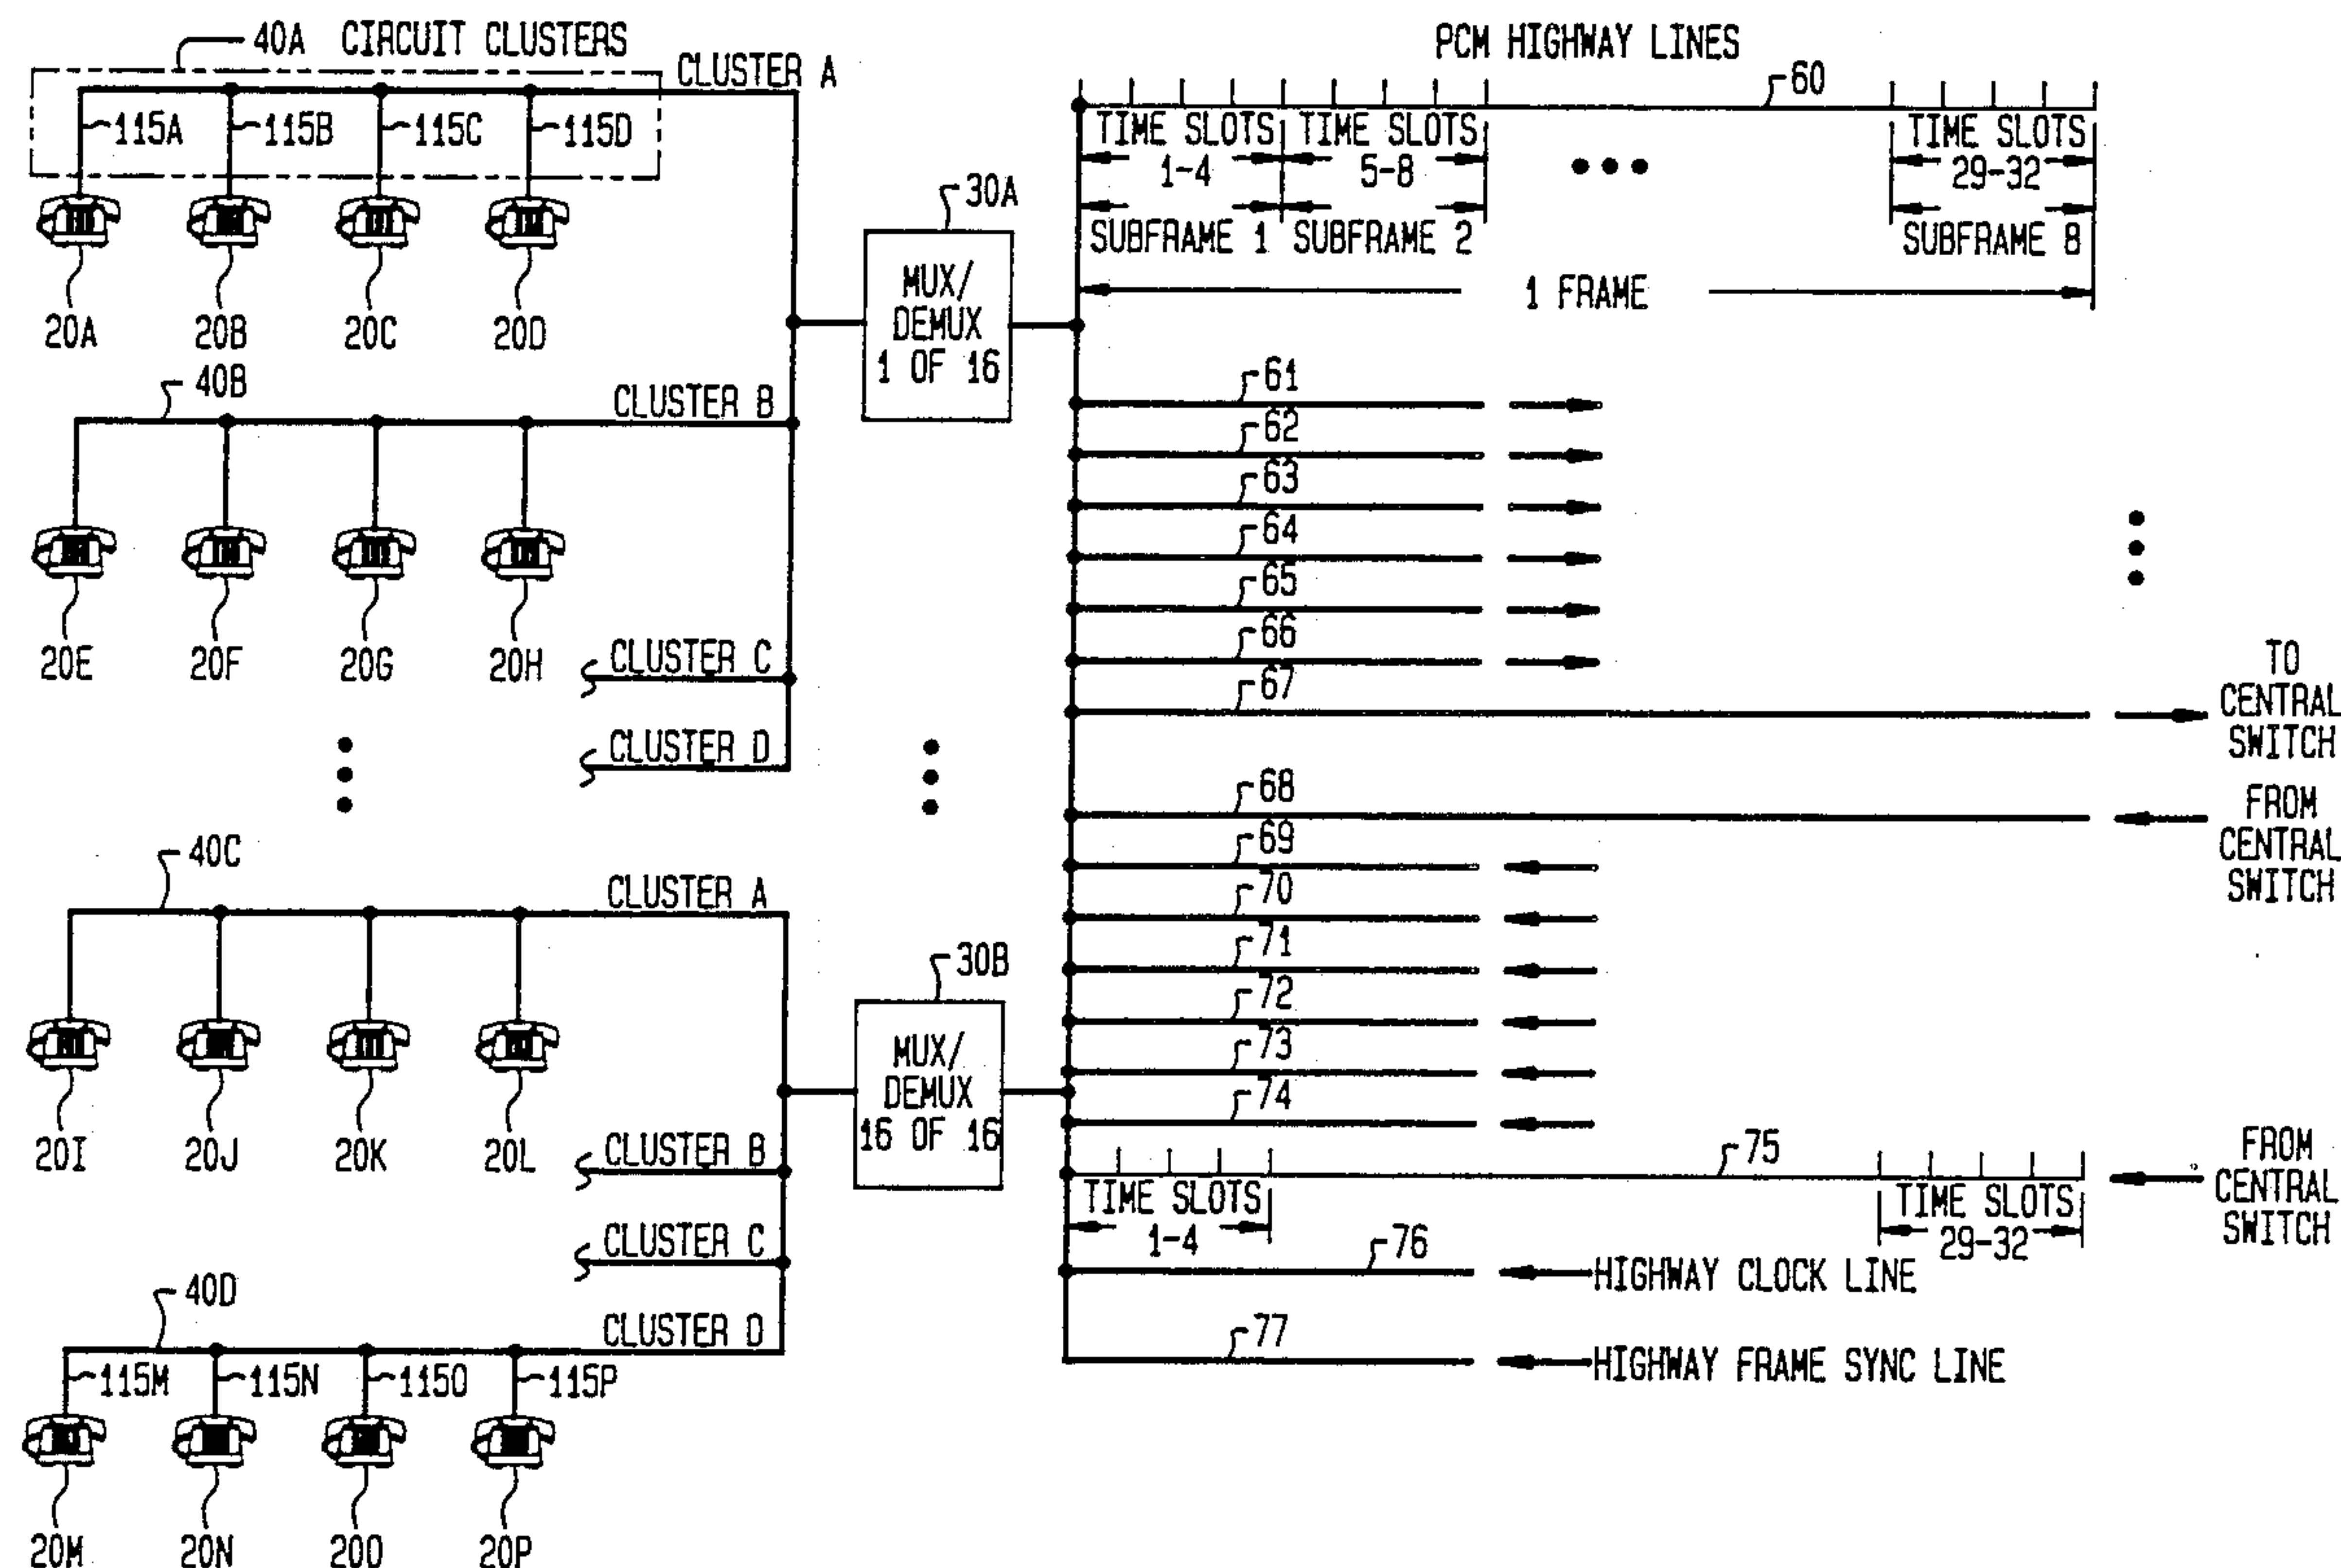 40A CIRCUIT CLUSTERS
CLUSTER A
115A 115B 115C 115D
20A 20B 20C 20D
40B
CLUSTER B
20E 20F 20G 20H
CLUSTER C
CLUSTER D
40C
CLUSTER A
20I 20J 20K 20L
CLUSTER B
CLUSTER C
40D
CLUSTER D
115M 115N 115O 115P
20M 20N 20O 20P
30A
MUX/
DEMUX
1 OF 16
30B
MUX/
DEMUX
16 OF 16
PCM HIGHWAY LINES
60
TIME SLOTS TIME SLOTS TIME SLOTS
1-4 5-8 29-32
SUBFRAME 1 SUBFRAME 2 SUBFRAME 8
1 FRAME
61
62
63
64
65
66
67
TO
CENTRAL
SWITCH
68
FROM
CENTRAL
SWITCH
69
70
71
72
73
74
75
FROM
CENTRAL
SWITCH
TIME SLOTS TIME SLOTS
1-4 29-32
76
HIGHWAY CLOCK LINE
77
HIGHWAY FRAME SYNC LINE